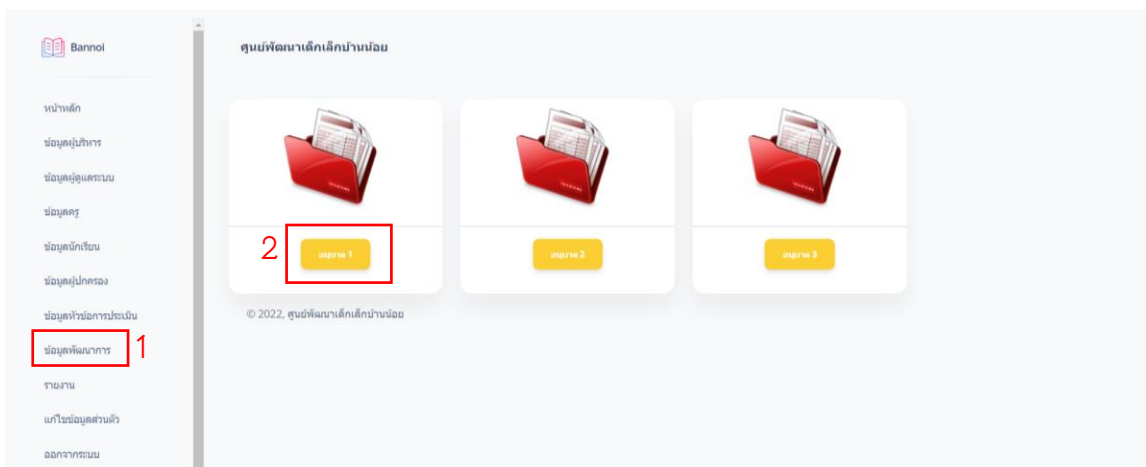 Bannoi
ศูนย์พัฒนาเด็กเล็กบ้านน้อย
หน้าหลัก
ข้อมูลผู้บริหาร
ข้อมูลผู้ดูแลระบบ
ข้อมูลครู
ข้อมูลนักเรียน
ข้อมูลผู้ปกครอง
ข้อมูลหัวข้อการประเมิน
ข้อมูลพัฒนาการ
1
รายงาน
แก้ไขข้อมูลส่วนตัว
ออกจากระบบ
2
อนุบาล 1
อนุบาล 2
อนุบาล 3
© 2022, ศูนย์พัฒนาเด็กเล็กบ้านน้อย